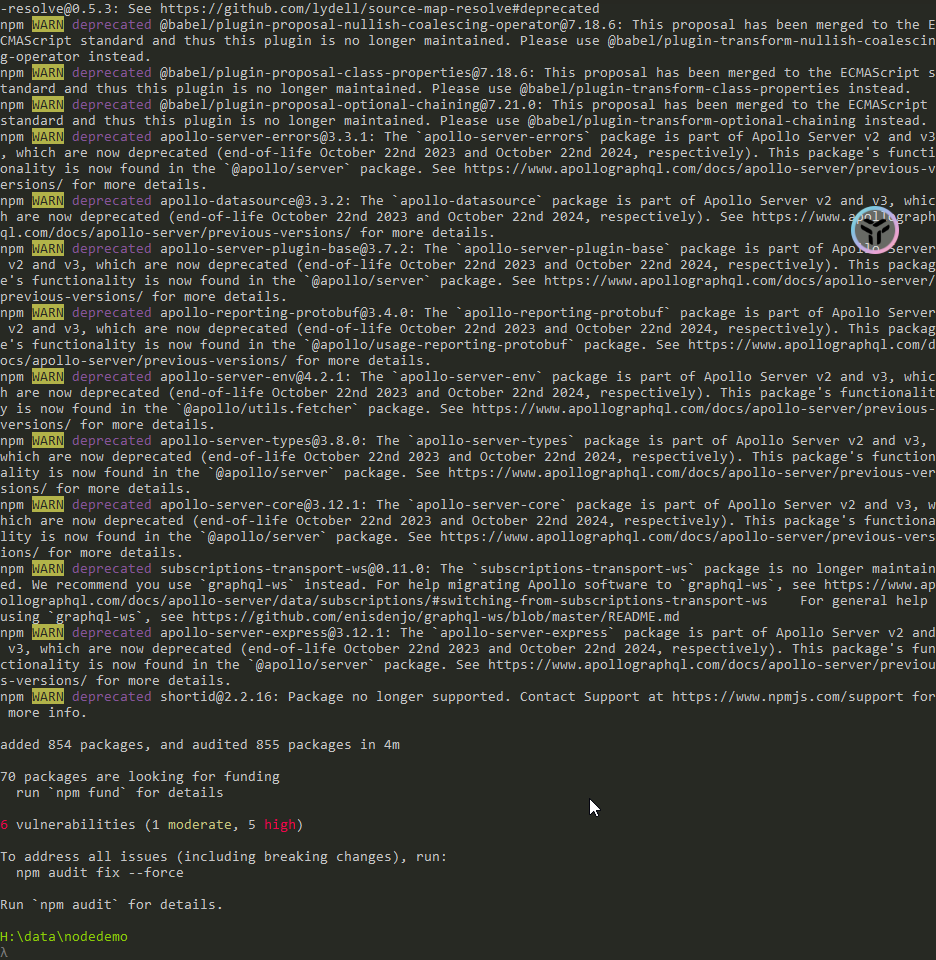 -resolve@0.5.3: See https://github.com/lydell/source-map-resolve#deprecated
npm WARN deprecated @babel/plugin-proposal-nullish-coalescing-operator@7.18.6: This proposal has been merged to the E
CMAScript standard and thus this plugin is no longer maintained. Please use @babel/plugin-transform-nullish-coalescin
g-operator instead.
npm WARN deprecated @babel/plugin-proposal-class-properties@7.18.6: This proposal has been merged to the ECMAScript s
tandard and thus this plugin is no longer maintained. Please use @babel/plugin-transform-class-properties instead.
npm WARN deprecated @babel/plugin-proposal-optional-chaining@7.21.0: This proposal has been merged to the ECMAScript
standard and thus this plugin is no longer maintained. Please use @babel/plugin-transform-optional-chaining instead.
npm WARN deprecated apollo-server-errors@3.3.1: The `apollo-server-errors` package is part of Apollo Server v2 and v3
, which are now deprecated (end-of-life October 22nd 2023 and October 22nd 2024, respectively). This package's functi
onality is now found in the `@apollo/server` package. See https://www.apollographql.com/docs/apollo-server/previous-v
ersions/ for more details.
npm WARN deprecated apollo-datasource@3.3.2: The `apollo-datasource` package is part of Apollo Server v2 and v3, whic
h are now deprecated (end-of-life October 22nd 2023 and October 22nd 2024, respectively). See https://www.apollograph
ql.com/docs/apollo-server/previous-versions/ for more details.
npm WARN deprecated apollo-server-plugin-base@3.7.2: The `apollo-server-plugin-base` package is part of Apollo Server
 v2 and v3, which are now deprecated (end-of-life October 22nd 2023 and October 22nd 2024, respectively). This packag
e's functionality is now found in the `@apollo/server` package. See https://www.apollographql.com/docs/apollo-server/
previous-versions/ for more details.
npm WARN deprecated apollo-reporting-protobuf@3.4.0: The `apollo-reporting-protobuf` package is part of Apollo Server
 v2 and v3, which are now deprecated (end-of-life October 22nd 2023 and October 22nd 2024, respectively). This packag
e's functionality is now found in the `@apollo/usage-reporting-protobuf` package. See https://www.apollographql.com/d
ocs/apollo-server/previous-versions/ for more details.
npm WARN deprecated apollo-server-env@4.2.1: The `apollo-server-env` package is part of Apollo Server v2 and v3, whic
h are now deprecated (end-of-life October 22nd 2023 and October 22nd 2024, respectively). This package's functionalit
y is now found in the `@apollo/utils.fetcher` package. See https://www.apollographql.com/docs/apollo-server/previous-
versions/ for more details.
npm WARN deprecated apollo-server-types@3.8.0: The `apollo-server-types` package is part of Apollo Server v2 and v3,
which are now deprecated (end-of-life October 22nd 2023 and October 22nd 2024, respectively). This package's function
ality is now found in the `@apollo/server` package. See https://www.apollographql.com/docs/apollo-server/previous-ver
sions/ for more details.
npm WARN deprecated apollo-server-core@3.12.1: The `apollo-server-core` package is part of Apollo Server v2 and v3, w
hich are now deprecated (end-of-life October 22nd 2023 and October 22nd 2024, respectively). This package's functiona
lity is now found in the `@apollo/server` package. See https://www.apollographql.com/docs/apollo-server/previous-vers
ions/ for more details.
npm WARN deprecated subscriptions-transport-ws@0.11.0: The `subscriptions-transport-ws` package is no longer maintain
ed. We recommend you use `graphql-ws` instead. For help migrating Apollo software to `graphql-ws`, see https://www.ap
ollographql.com/docs/apollo-server/data/subscriptions/#switching-from-subscriptions-transport-ws    For general help
using `graphql-ws`, see https://github.com/enisdenjo/graphql-ws/blob/master/README.md
npm WARN deprecated apollo-server-express@3.12.1: The `apollo-server-express` package is part of Apollo Server v2 and
 v3, which are now deprecated (end-of-life October 22nd 2023 and October 22nd 2024, respectively). This package's fun
ctionality is now found in the `@apollo/server` package. See https://www.apollographql.com/docs/apollo-server/previou
s-versions/ for more details.
npm WARN deprecated shortid@2.2.16: Package no longer supported. Contact Support at https://www.npmjs.com/support for
 more info.
added 854 packages, and audited 855 packages in 4m
70 packages are looking for funding
  run `npm fund` for details
6 vulnerabilities (1 moderate, 5 high)
To address all issues (including breaking changes), run:
  npm audit fix --force
Run `npm audit` for details.
H:\data\nodedemo
λ